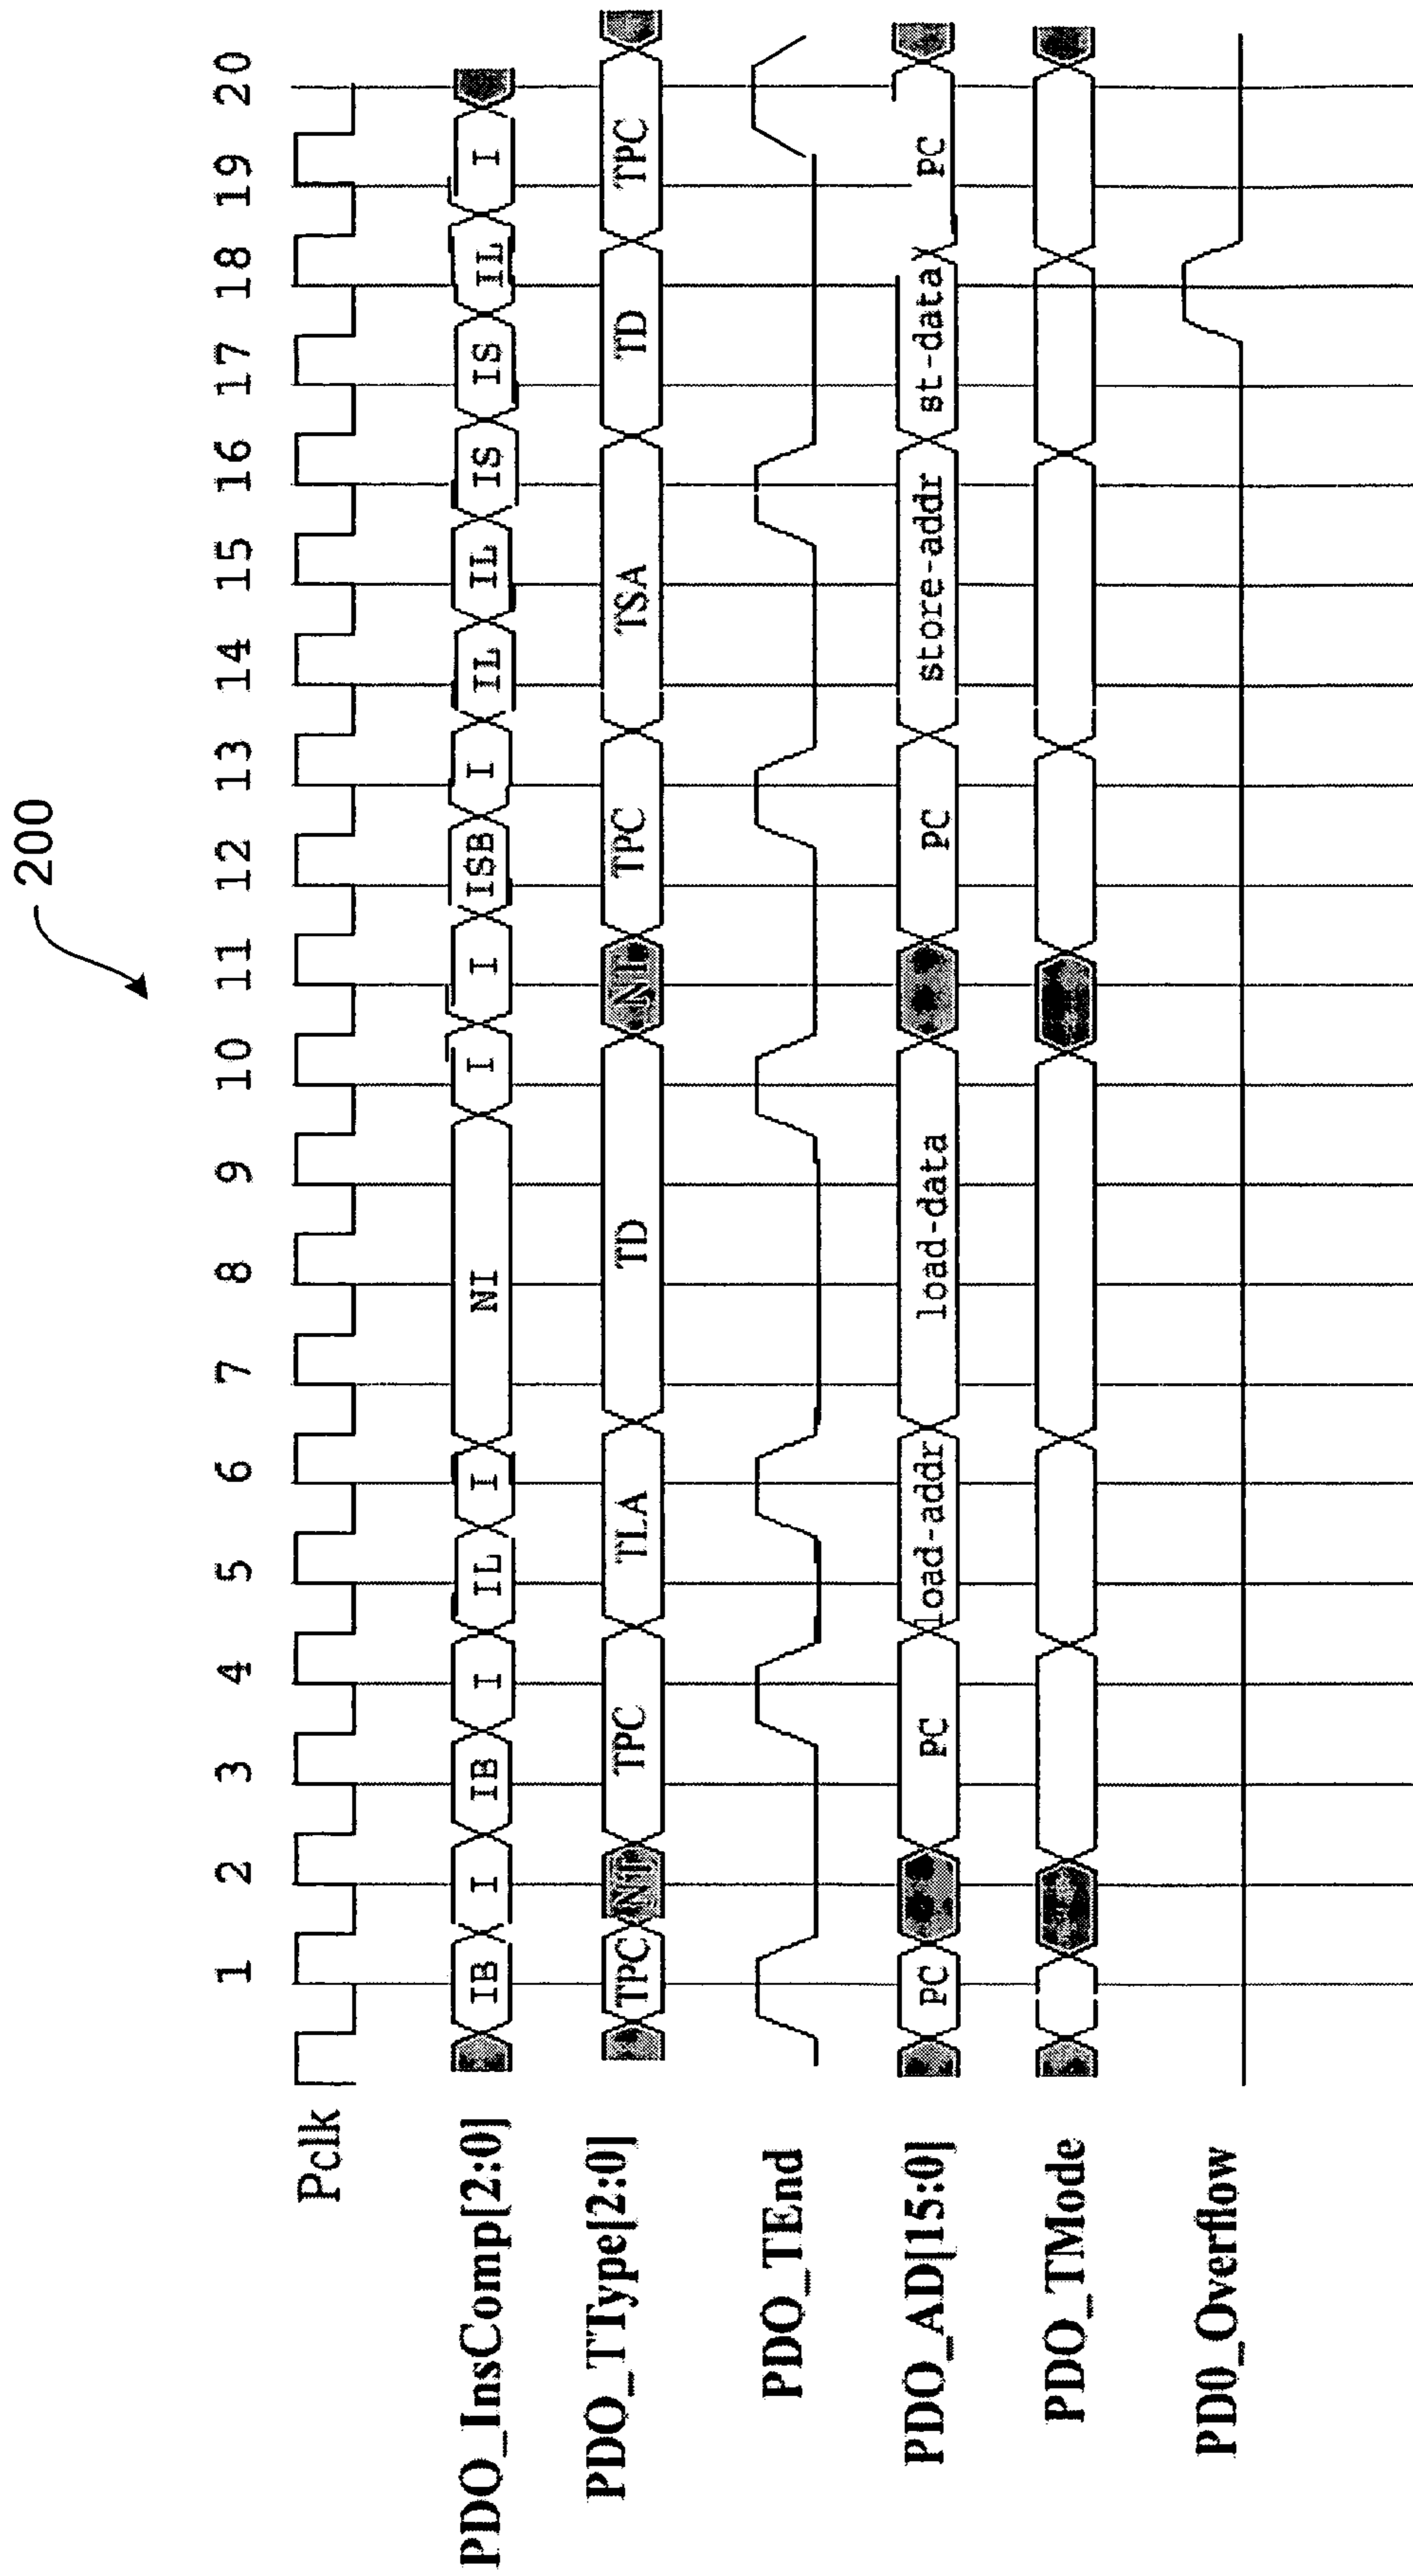 200
1 2 3 4 5 6 7 8 9 10 11 12 13 14 15 16 17 18 19 20
Pclk
PDO_InsComp[2:0] IB I IB I IL I NI I I ISB I IL IL IS IS IL I
PDO_TType[2:0] TPC NT TPC TLA TD NT TPC TSA TD TPC
PDO_TEnd
PDO_AD[15:0] PC PC load-addr load-data PC store-addr st-data PC
PDO_TMode
PD0_Overflow